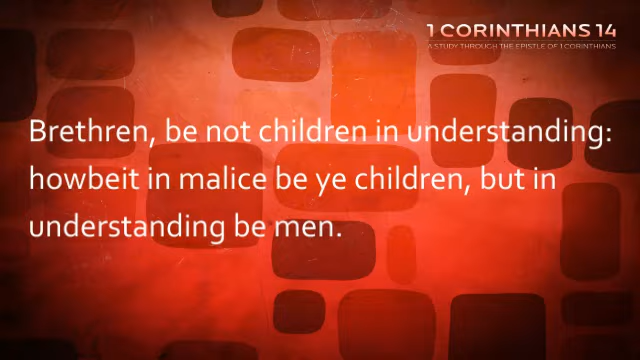 1 CORINTHIANS 14
A STUDY THROUGH THE EPISTLE OF 1 CORINTHIANS
Brethren, be not children in understanding:
howbeit in malice be ye children, but in
understanding be men.